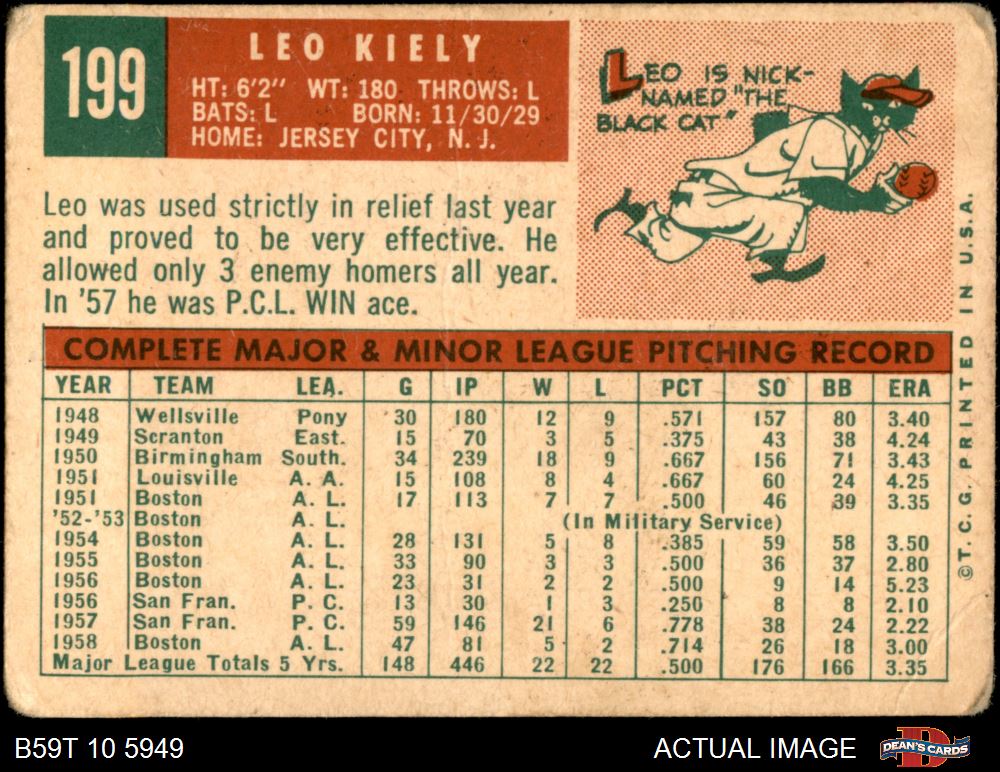 199
LEO KIELY
HT: 6'2" WT: 180 THROWS: L
BATS: L BORN: 11/30/29
HOME: JERSEY CITY, N. J.
LEO IS NICK-
NAMED "THE
BLACK CAT"
Leo was used strictly in relief last year
and proved to be very effective. He
allowed only 3 enemy homers all year.
In '57 he was P.C.L. WIN ace.
COMPLETE MAJOR & MINOR LEAGUE PITCHING RECORD
YEAR TEAM LEA. G IP W L PCT SO BB ERA
1948 Wellsville Pony 30 180 12 9 .571 157 80 3.40
1949 Scranton East. 15 70 3 5 .375 43 38 4.24
1950 Birmingham South. 34 239 18 9 .667 156 71 3.43
1951 Louisville A. A. 15 108 8 4 .667 60 24 4.25
1951 Boston A. L. 17 113 7 7 .500 46 39 3.35
'52-'53 Boston A. L. (In Military Service)
1954 Boston A. L. 28 131 5 8 .385 59 58 3.50
1955 Boston A. L. 33 90 3 3 .500 36 37 2.80
1956 Boston A. L. 23 31 2 2 .500 9 14 5.23
1956 San Fran. P. C. 13 30 1 3 .250 8 8 2.10
1957 San Fran. P. C. 59 146 21 6 .778 38 24 2.22
1958 Boston A. L. 47 81 5 2 .714 26 18 3.00
Major League Totals 5 Yrs. 148 446 22 22 .500 176 166 3.35
© T. C. G. PRINTED IN U. S. A.
B59T 10 5949
ACTUAL IMAGE
D
DEAN'S CARDS